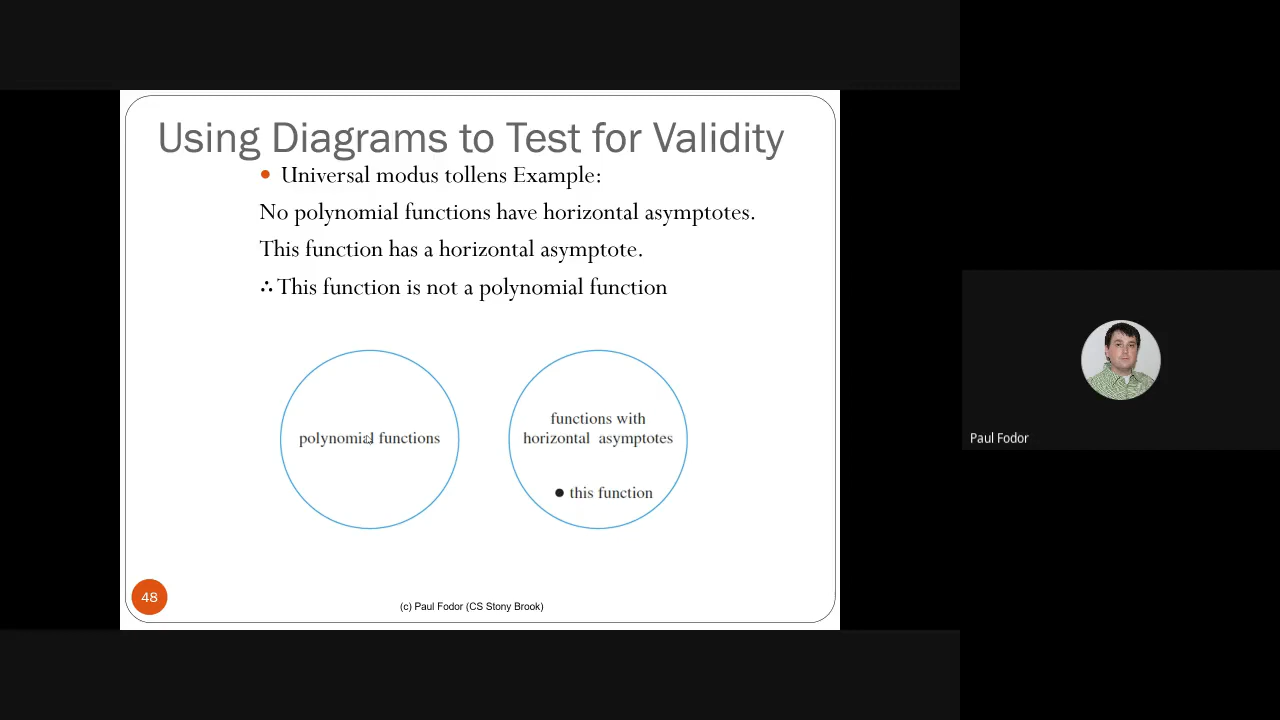 Using Diagrams to Test for Validity
• Universal modus tollens Example:
No polynomial functions have horizontal asymptotes.
This function has a horizontal asymptote.
∴ This function is not a polynomial function
polynomial functions
functions with
horizontal asymptotes
● this function
48
(c) Paul Fodor (CS Stony Brook)
Paul Fodor